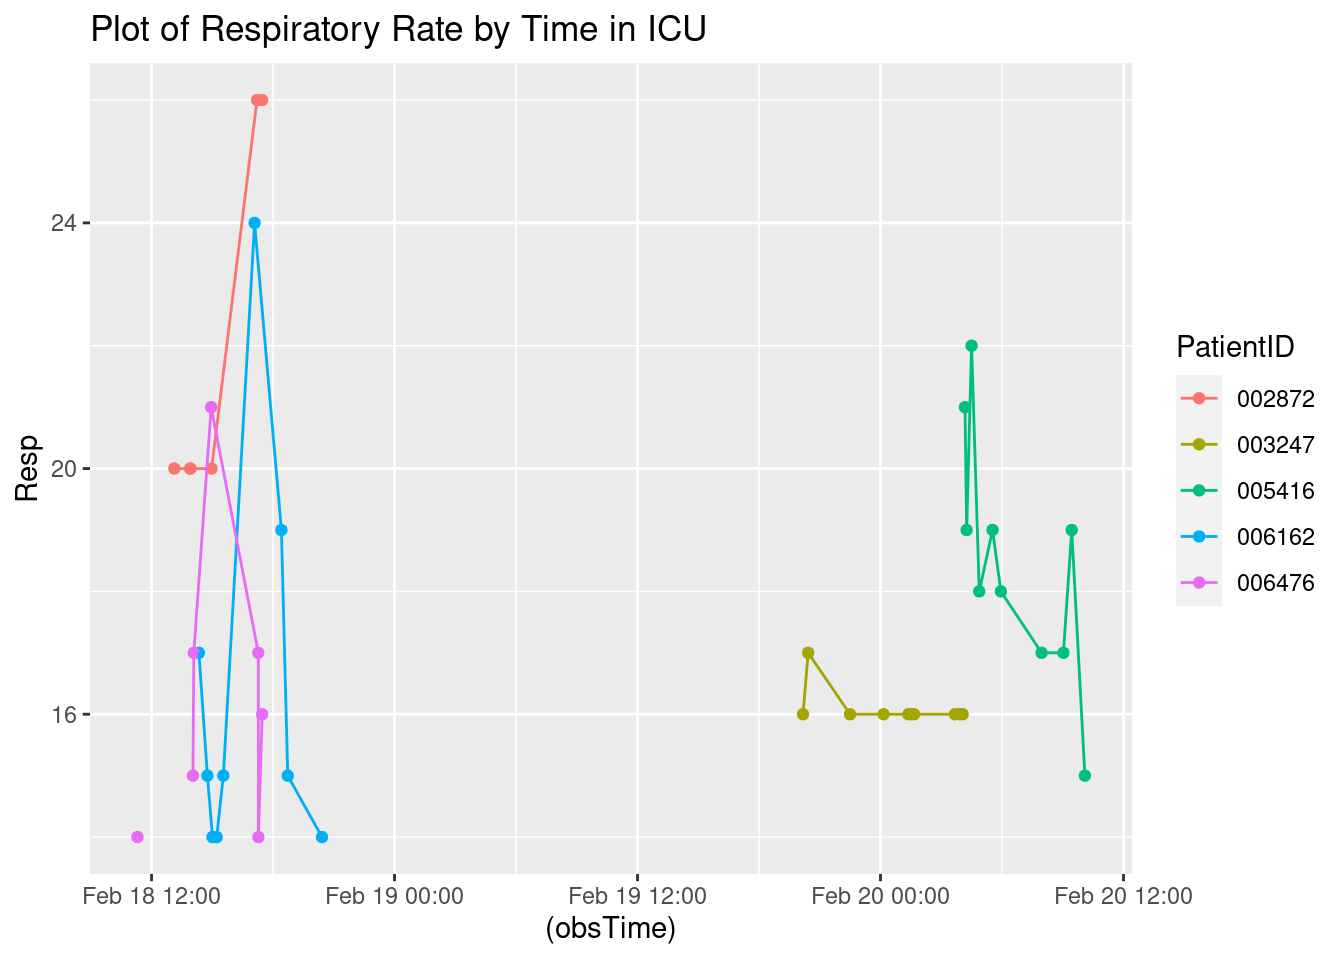 Plot of Respiratory Rate by Time in ICU
Resp
24
20
16
Feb 18 12:00
Feb 19 00:00
Feb 19 12:00
Feb 20 00:00
Feb 20 12:00
(obsTime)
PatientID
002872
003247
005416
006162
006476